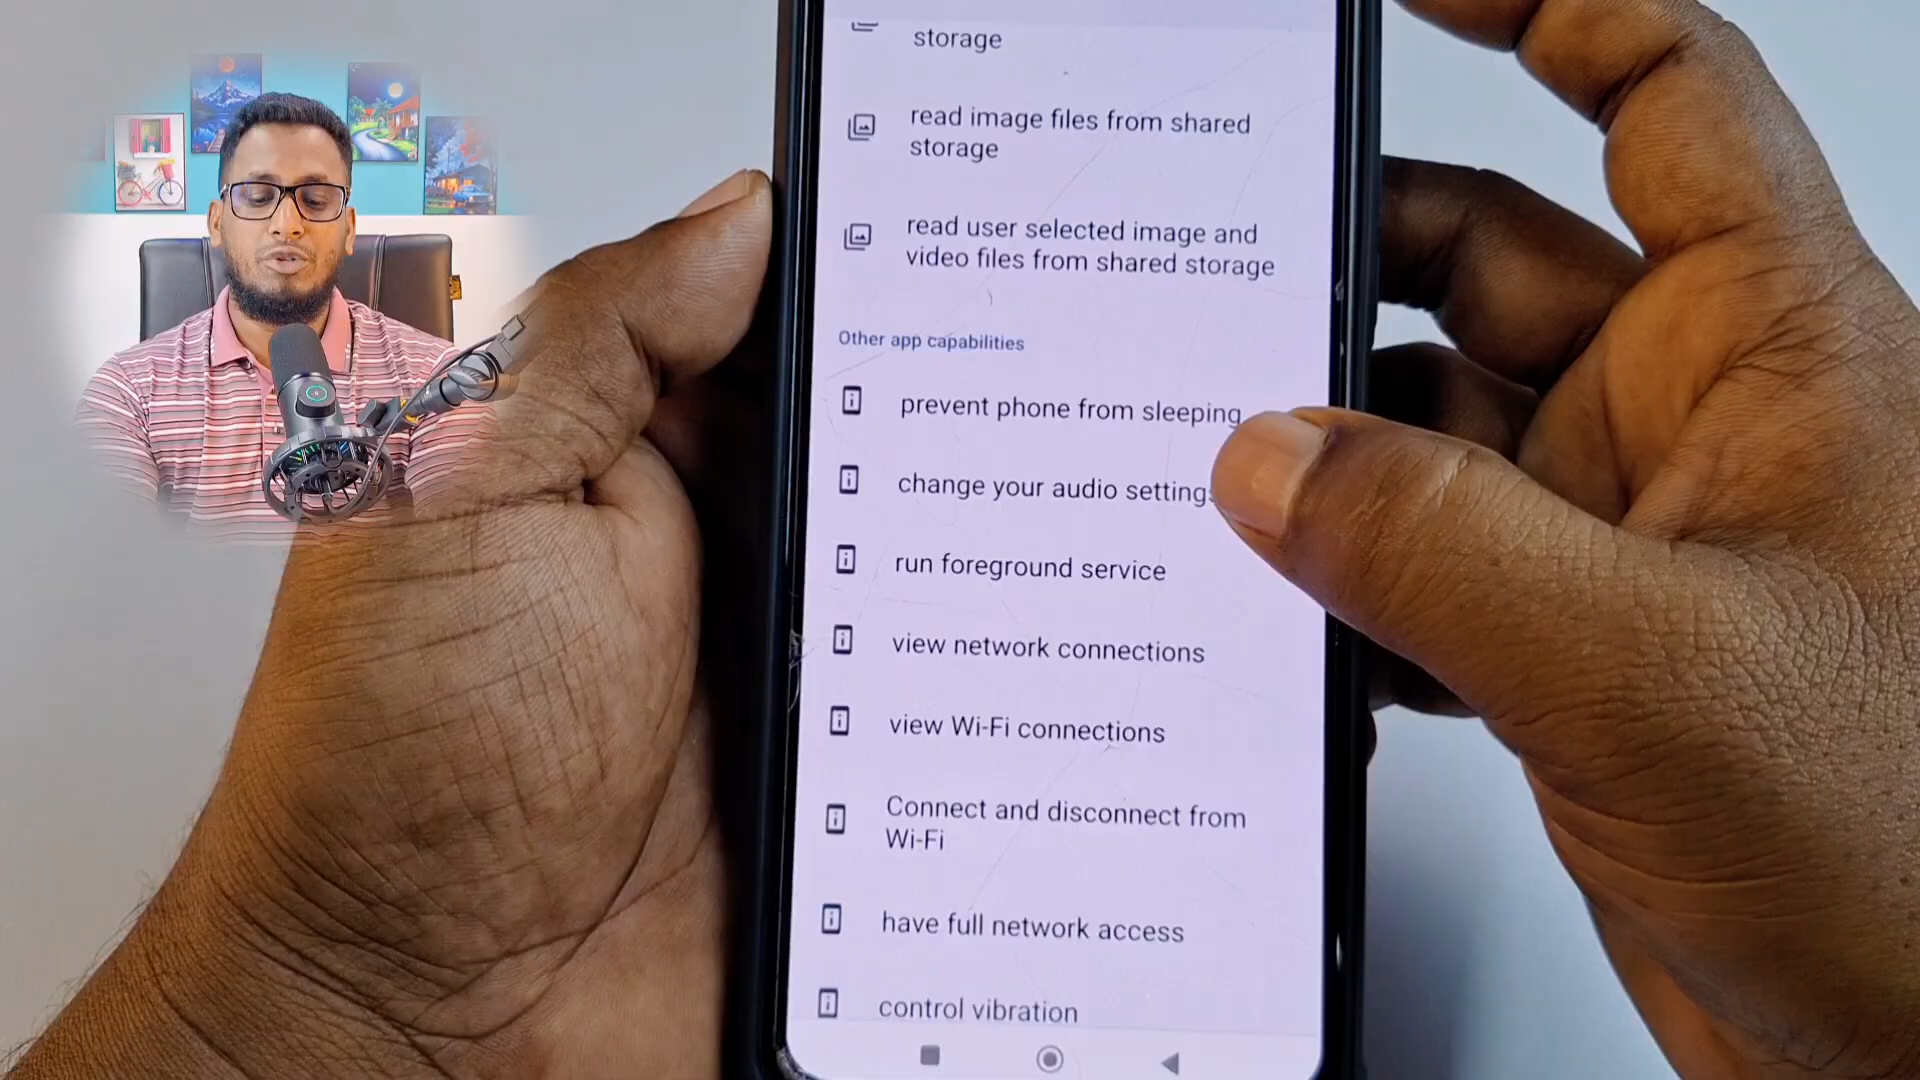 storage
read image files from shared
storage
read user selected image and
video files from shared storage
Other app capabilities
prevent phone from sleeping
change your audio settings
run foreground service
view network connections
view Wi-Fi connections
Connect and disconnect from
Wi-Fi
have full network access
control vibration